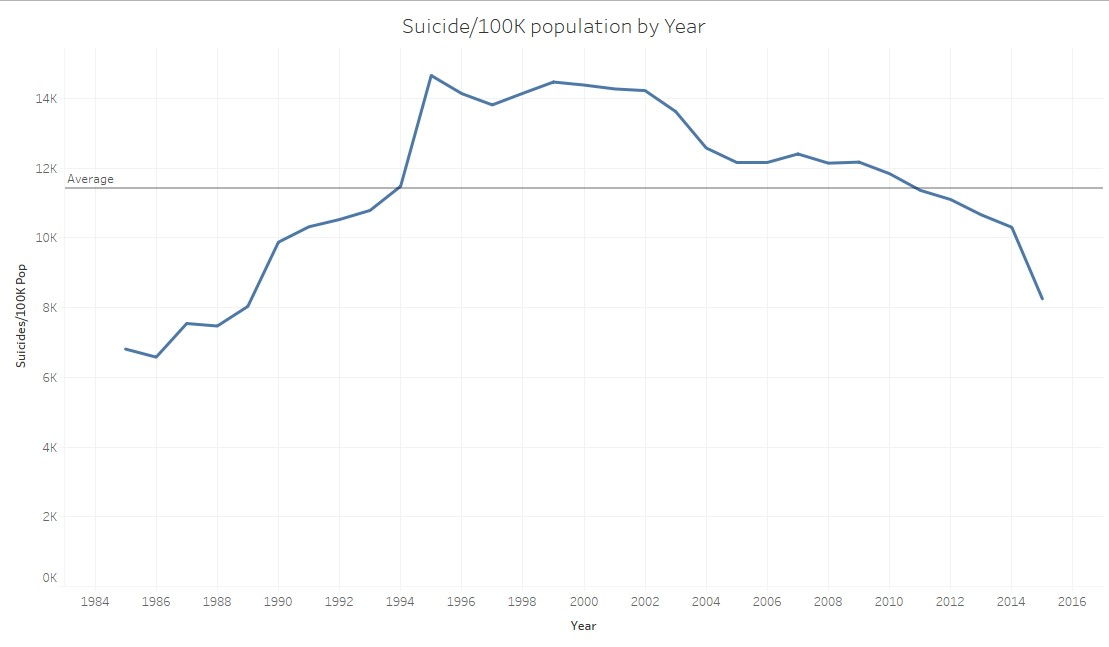 Suicide/100K population by Year
14K
12K
Average
10K
8K
6K
4K
2K
0K
Suicides/100K Pop
1984 1986 1988 1990 1992 1994 1996 1998 2000 2002 2004 2006 2008 2010 2012 2014 2016
Year